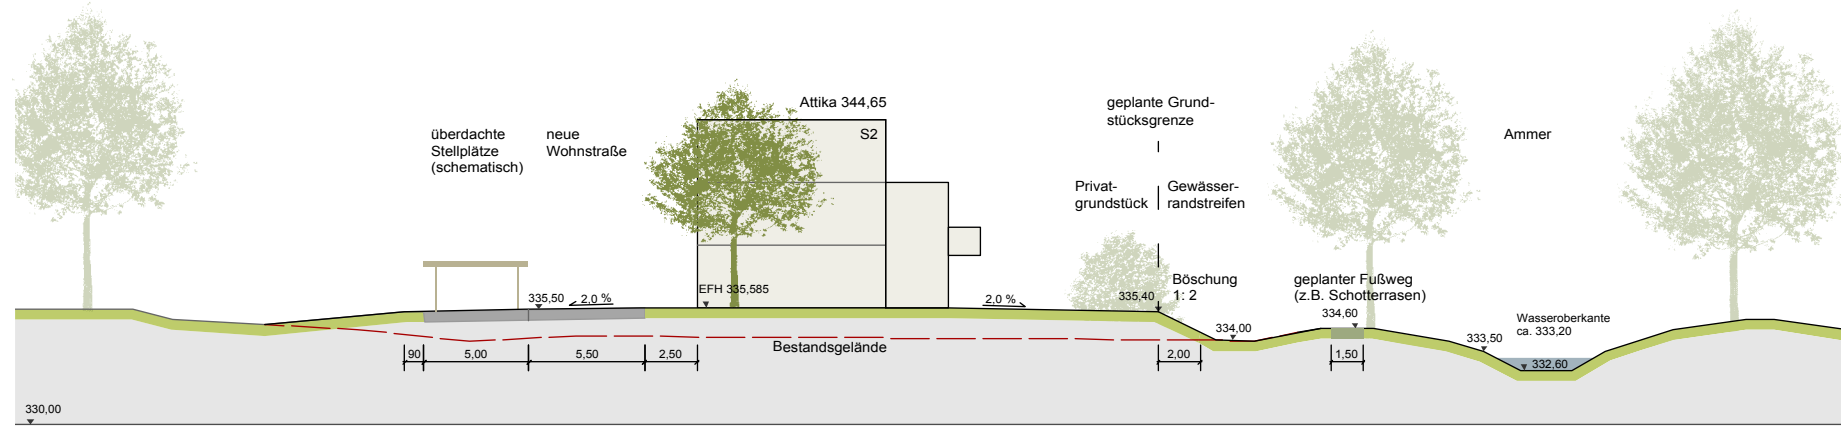 Attika 344,65
geplante Grund-
stücksgrenze
überdachte
Stellplätze
(schematisch)
neue
Wohnstraße
S2
Ammer
Privat-
grundstück
Gewässer-
randstreifen
Böschung
1: 2
geplanter Fußweg
(z.B. Schotterrasen)
EFH 335,585
335,50
2,0 %
2,0 %
335,40
334,60
Wasseroberkante
ca. 333,20
334,00
333,50
Bestandsgelände
90
5,00
5,50
2,50
2,00
1,50
332,60
330,00